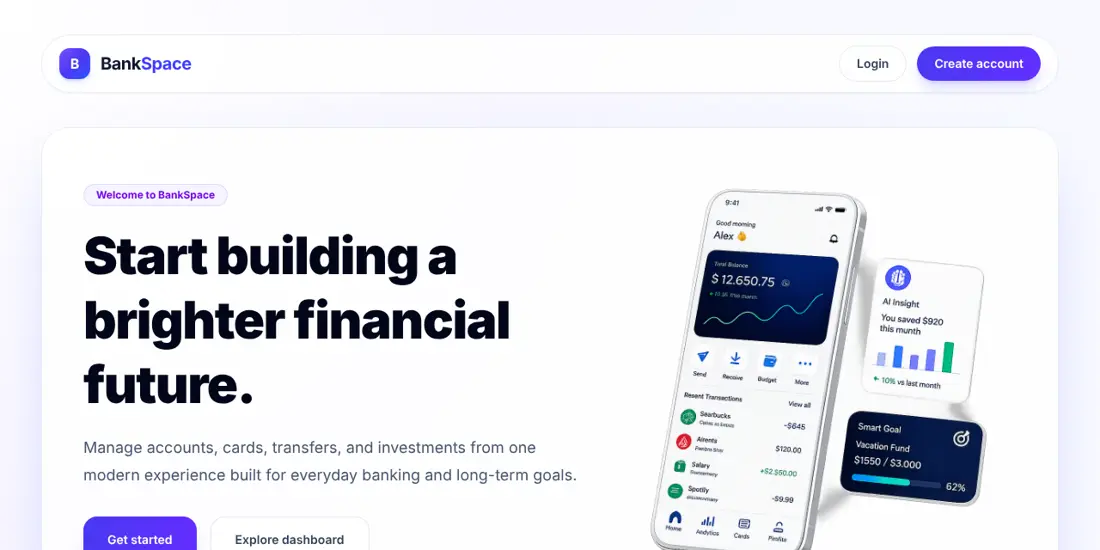 B BankSpace
Login
Create account
Welcome to BankSpace
Start building a
brighter financial
future.
Manage accounts, cards, transfers, and investments from one
modern experience built for everyday banking and long-term goals.
Get started
Explore dashboard
9:41
Good morning
Alex 👋
Total Balance
$ 12.650.75
Send
Receive
Budget
More
Recent Transactions
View all
Searbucks
-$645
Airents
$120.00
Salary
+$2.550.00
Spotlly
-$9.99
Home
Analytics
Cards
AI Insight
You saved $920
this munth
10% vs last month
Smart Goal
Vacation Fund
$1550 / $3.000
62%